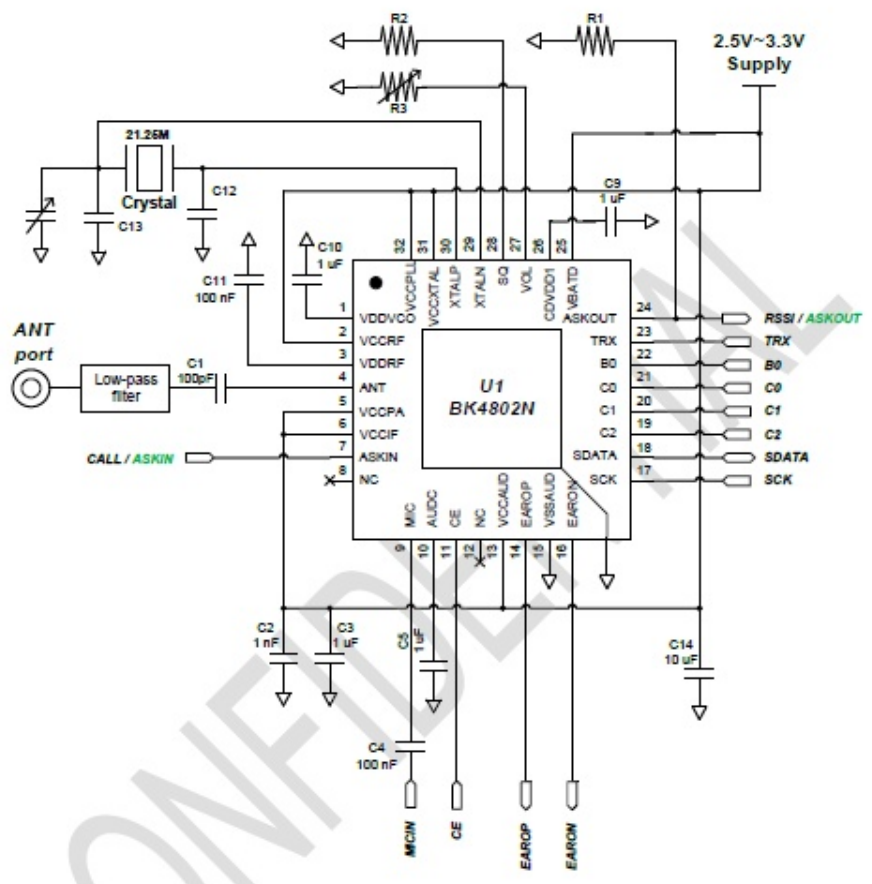 R2
R1
2.5V~3.3V
Supply
R3
21.25M
Crystal
C12
C13
C9
1 uF
C10
1 uF
C11
100 nF
32
31
30
29
28
27
26
25
VCCPLL
VCCXTAL
XTALP
XTALN
SQ
VOL
CDVDD1
VBATD
1
VDDVCO
2
VCCRF
3
VDDRF
4
ANT
5
VCCPA
6
VCCIF
7
ASKIN
8
NC
ASKOUT
24
RSSI / ASKOUT
TRX
23
TRX
B0
22
B0
C0
21
C0
C1
20
C1
C2
19
C2
SDATA
18
SDATA
SCK
17
SCK
ANT
port
Low-pass
filter
C1
100pF
U1
BK4802N
CALL / ASKIN
MIC
AUDC
CE
NC
VCCAUD
EAROP
VSSAUD
EARON
9
10
11
12
13
14
15
16
C2
1 nF
C3
1 uF
C5
1 uF
C14
10 uF
C4
100 nF
MICIN
CE
EAROP
EARON
CONFIDENTIAL